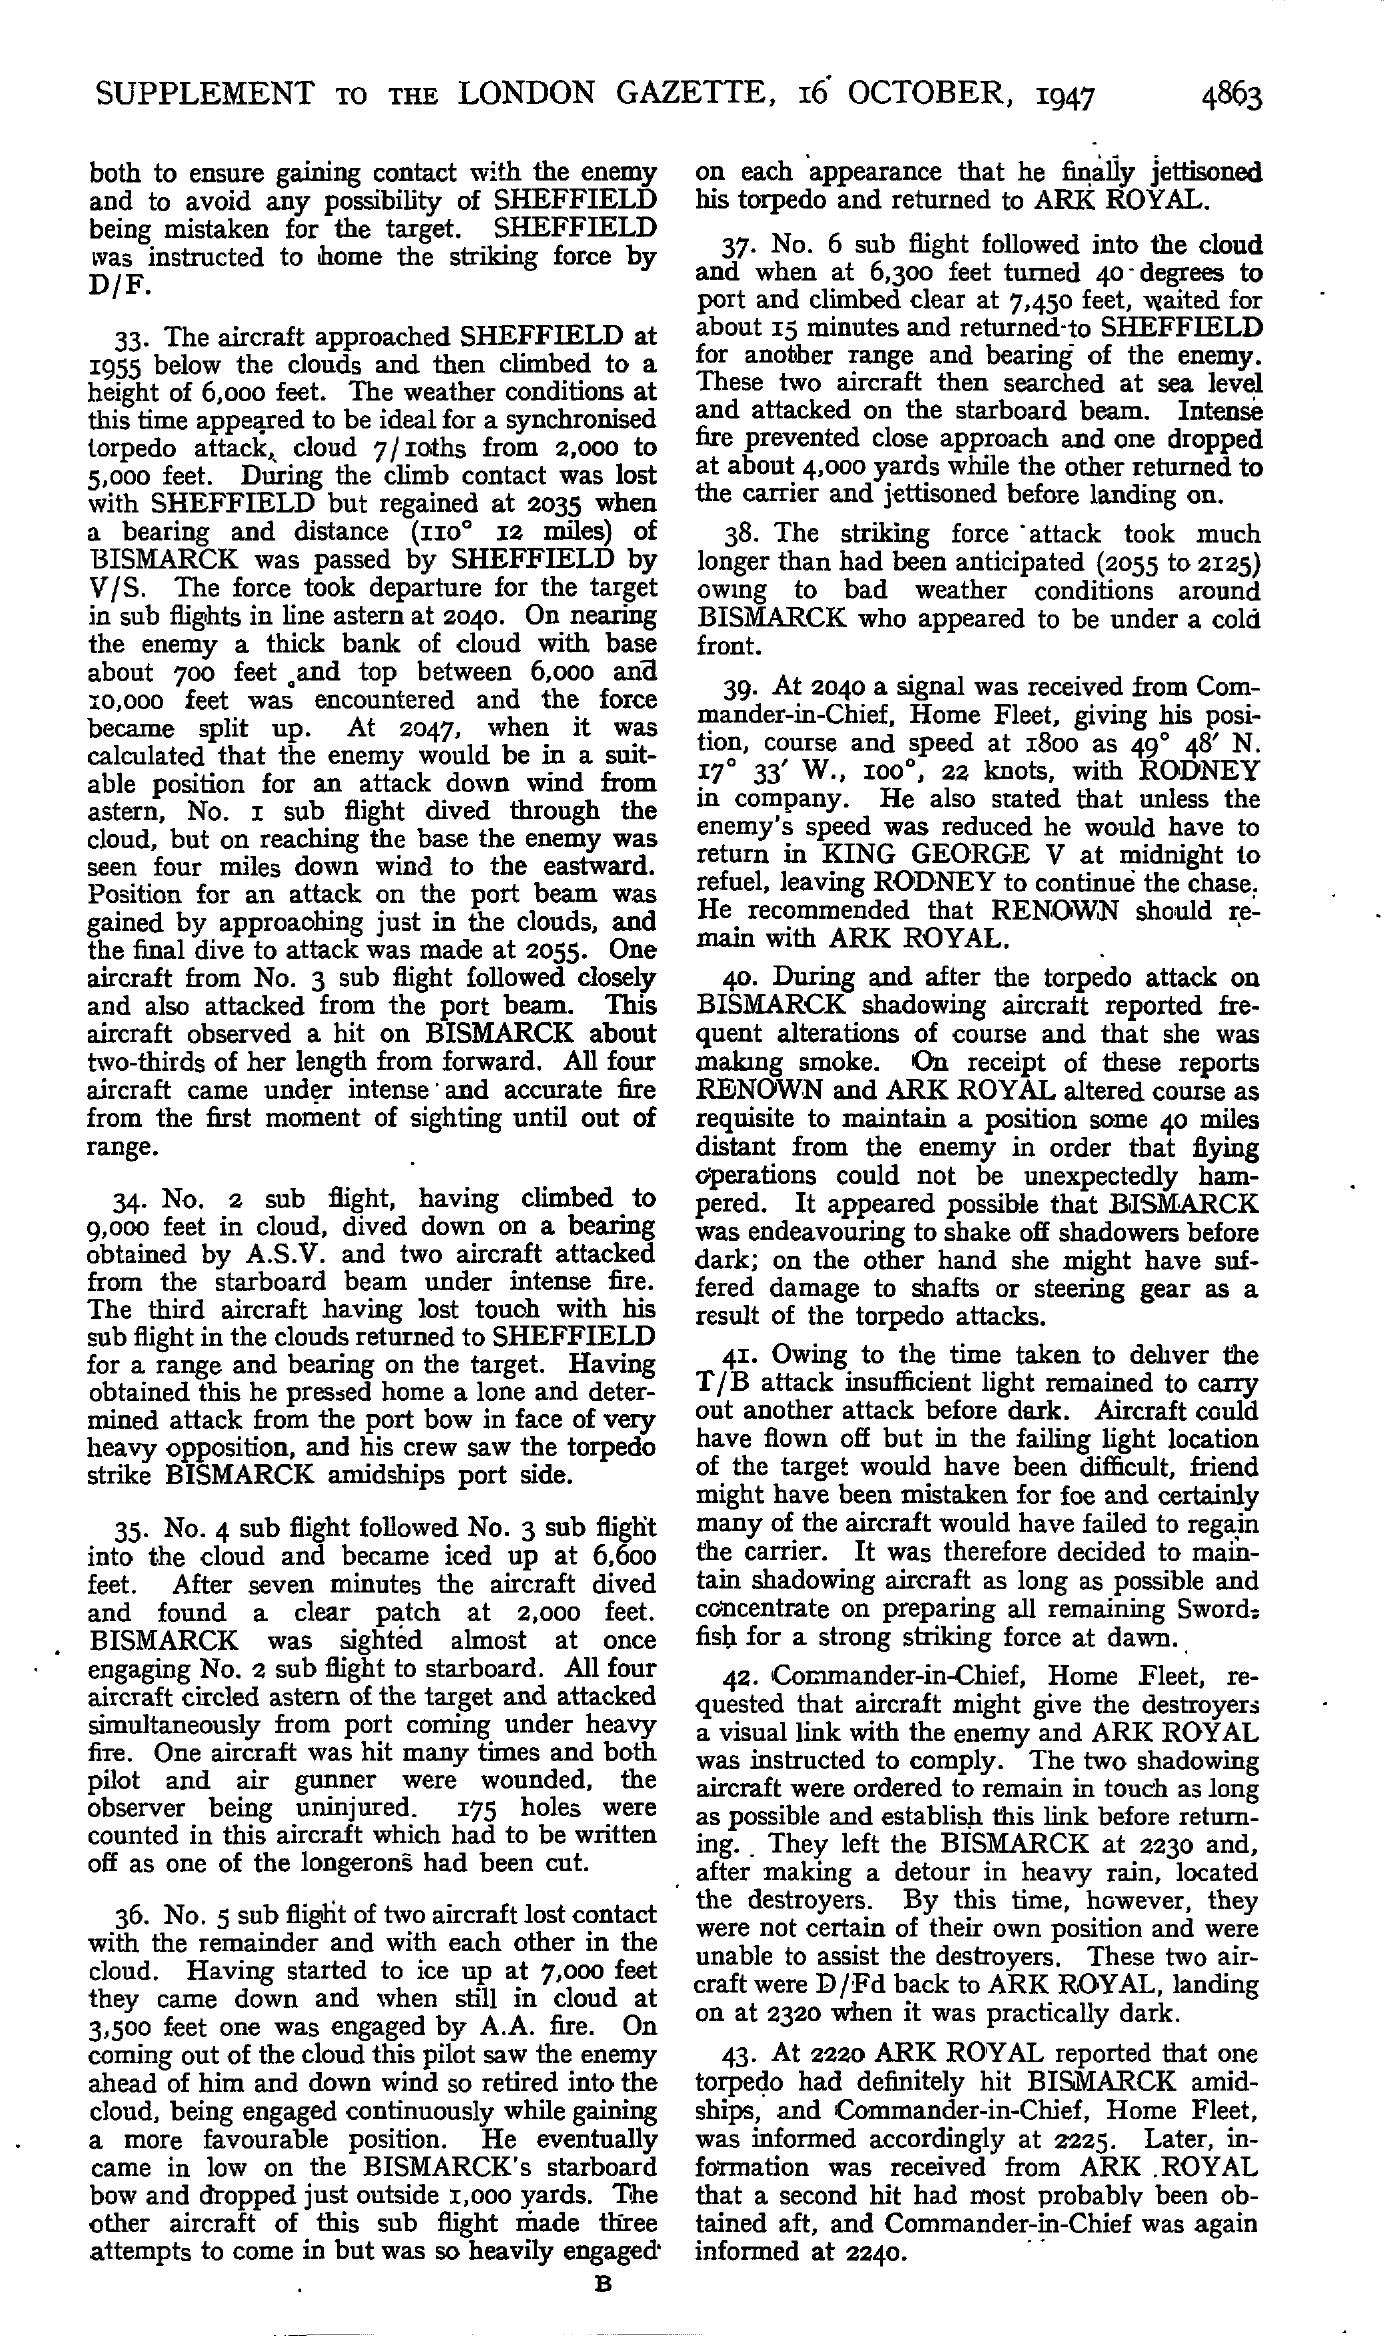 SUPPLEMENT TO THE LONDON GAZETTE, 16 OCTOBER, 1947 4863
both to ensure gaining contact with the enemy
and to avoid any possibility of SHEFFIELD
being mistaken for the target. SHEFFIELD
was instructed to home the striking force by
D/F.
33. The aircraft approached SHEFFIELD at
1955 below the clouds and then climbed to a
height of 6,000 feet. The weather conditions at
this time appeared to be ideal for a synchronised
torpedo attack, cloud 7/10ths from 2,000 to
5,000 feet. During the climb contact was lost
with SHEFFIELD but regained at 2035 when
a bearing and distance (110° 12 miles) of
BISMARCK was passed by SHEFFIELD by
V/S. The force took departure for the target
in sub flights in line astern at 2040. On nearing
the enemy a thick bank of cloud with base
about 700 feet and top between 6,000 and
10,000 feet was encountered and the force
became split up. At 2047, when it was
calculated that the enemy would be in a suit-
able position for an attack down wind from
astern, No. 1 sub flight dived through the
cloud, but on reaching the base the enemy was
seen four miles down wind to the eastward.
Position for an attack on the port beam was
gained by approaching just in the clouds, and
the final dive to attack was made at 2055. One
aircraft from No. 3 sub flight followed closely
and also attacked from the port beam. This
aircraft observed a hit on BISMARCK about
two-thirds of her length from forward. All four
aircraft came under intense and accurate fire
from the first moment of sighting until out of
range.
34. No. 2 sub flight, having climbed to
9,000 feet in cloud, dived down on a bearing
obtained by A.S.V. and two aircraft attacked
from the starboard beam under intense fire.
The third aircraft having lost touch with his
sub flight in the clouds returned to SHEFFIELD
for a range and bearing on the target. Having
obtained this he pressed home a lone and deter-
mined attack from the port bow in face of very
heavy opposition, and his crew saw the torpedo
strike BISMARCK amidships port side.
35. No. 4 sub flight followed No. 3 sub flight
into the cloud and became iced up at 6,600
feet. After seven minutes the aircraft dived
and found a clear patch at 2,000 feet.
BISMARCK was sighted almost at once
engaging No. 2 sub flight to starboard. All four
aircraft circled astern of the target and attacked
simultaneously from port coming under heavy
fire. One aircraft was hit many times and both
pilot and air gunner were wounded, the
observer being uninjured. 175 holes were
counted in this aircraft which had to be written
off as one of the longerons had been cut.
36. No. 5 sub flight of two aircraft lost contact
with the remainder and with each other in the
cloud. Having started to ice up at 7,000 feet
they came down and when still in cloud at
3,500 feet one was engaged by A.A. fire. On
coming out of the cloud this pilot saw the enemy
ahead of him and down wind so retired into the
cloud, being engaged continuously while gaining
a more favourable position. He eventually
came in low on the BISMARCK's starboard
bow and dropped just outside 1,000 yards. The
other aircraft of this sub flight made three
attempts to come in but was so heavily engaged
B
on each appearance that he finally jettisoned
his torpedo and returned to ARK ROYAL.
37. No. 6 sub flight followed into the cloud
and when at 6,300 feet turned 40 degrees to
port and climbed clear at 7,450 feet, waited for
about 15 minutes and returned to SHEFFIELD
for another range and bearing of the enemy.
These two aircraft then searched at sea level
and attacked on the starboard beam. Intense
fire prevented close approach and one dropped
at about 4,000 yards while the other returned to
the carrier and jettisoned before landing on.
38. The striking force attack took much
longer than had been anticipated (2055 to 2125)
owing to bad weather conditions around
BISMARCK who appeared to be under a cold
front.
39. At 2040 a signal was received from Com-
mander-in-Chief, Home Fleet, giving his posi-
tion, course and speed at 1800 as 49° 48′ N.
17° 33′ W., 100°, 22 knots, with RODNEY
in company. He also stated that unless the
enemy's speed was reduced he would have to
return in KING GEORGE V at midnight to
refuel, leaving RODNEY to continue the chase.
He recommended that RENOWN should re-
main with ARK ROYAL.
40. During and after the torpedo attack on
BISMARCK shadowing aircraft reported fre-
quent alterations of course and that she was
making smoke. On receipt of these reports
RENOWN and ARK ROYAL altered course as
requisite to maintain a position some 40 miles
distant from the enemy in order that flying
operations could not be unexpectedly ham-
pered. It appeared possible that BISMARCK
was endeavouring to shake off shadowers before
dark; on the other hand she might have suf-
fered damage to shafts or steering gear as a
result of the torpedo attacks.
41. Owing to the time taken to deliver the
T/B attack insufficient light remained to carry
out another attack before dark. Aircraft could
have flown off but in the failing light location
of the target would have been difficult, friend
might have been mistaken for foe and certainly
many of the aircraft would have failed to regain
the carrier. It was therefore decided to main-
tain shadowing aircraft as long as possible and
concentrate on preparing all remaining Sword-
fish for a strong striking force at dawn.
42. Commander-in-Chief, Home Fleet, re-
quested that aircraft might give the destroyers
a visual link with the enemy and ARK ROYAL
was instructed to comply. The two shadowing
aircraft were ordered to remain in touch as long
as possible and establish this link before return-
ing. They left the BISMARCK at 2230 and,
after making a detour in heavy rain, located
the destroyers. By this time, however, they
were not certain of their own position and were
unable to assist the destroyers. These two air-
craft were D/Fd back to ARK ROYAL, landing
on at 2320 when it was practically dark.
43. At 2220 ARK ROYAL reported that one
torpedo had definitely hit BISMARCK amid-
ships, and Commander-in-Chief, Home Fleet,
was informed accordingly at 2225. Later, in-
formation was received from ARK ROYAL
that a second hit had most probably been ob-
tained aft, and Commander-in-Chief was again
informed at 2240.